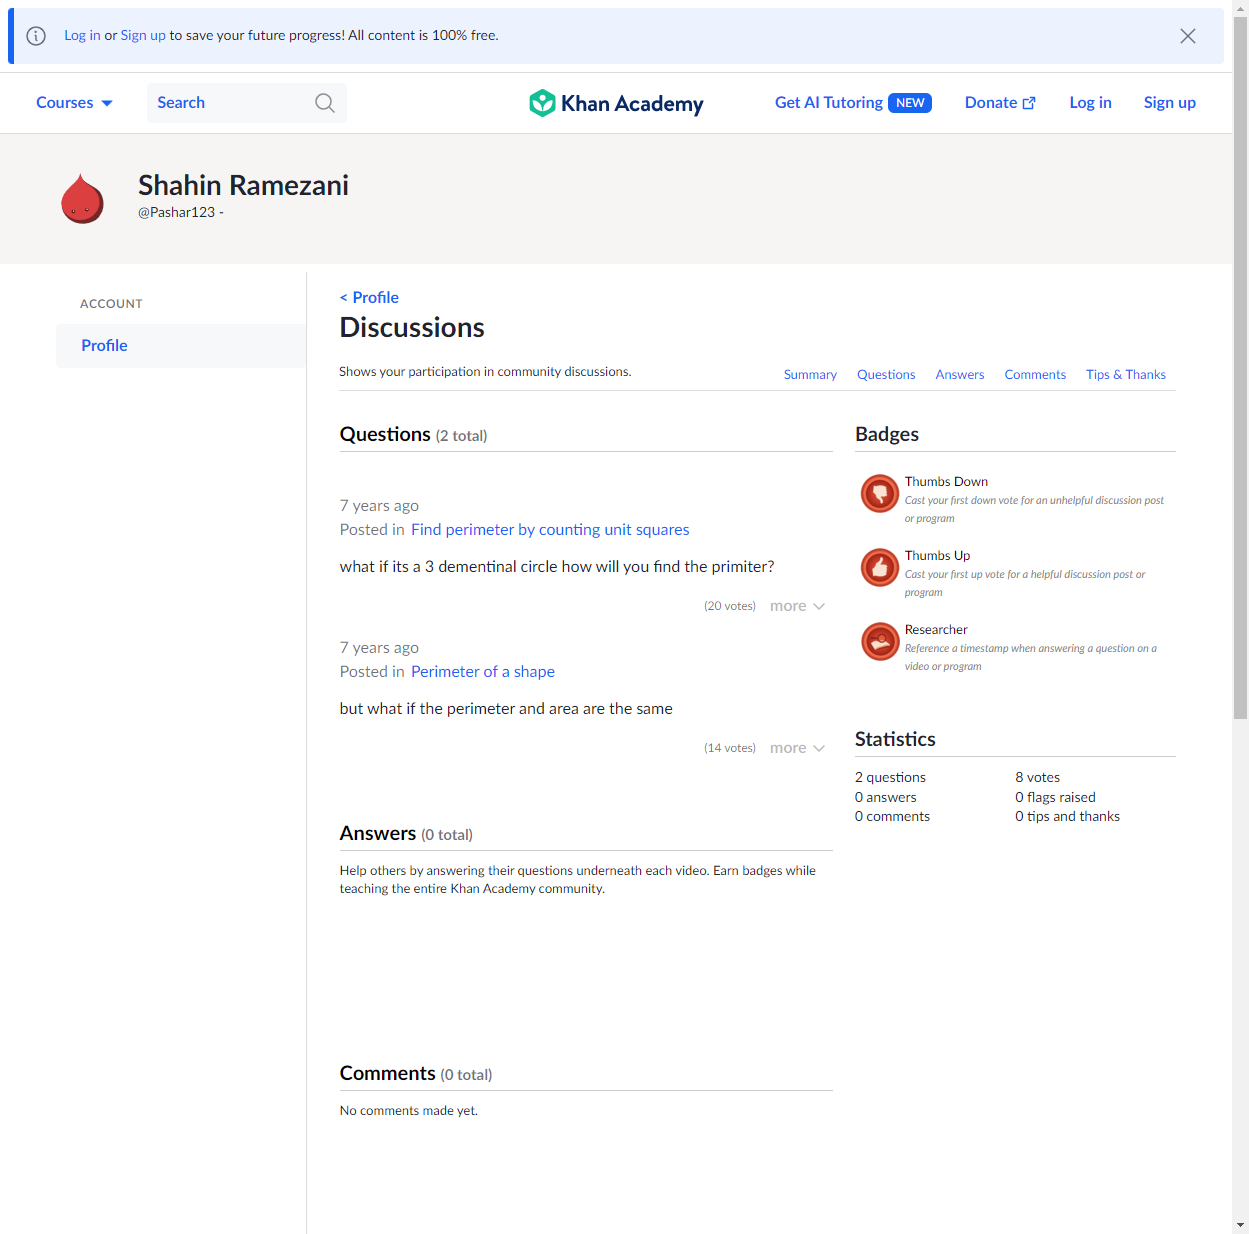 Log in or Sign up to save your future progress! All content is 100% free.
Courses
Search
Khan Academy
Get AI Tutoring NEW
Donate
Log in
Sign up
Shahin Ramezani
@Pashar123 -
ACCOUNT
Profile
< Profile
Discussions
Shows your participation in community discussions.
Summary Questions Answers Comments Tips & Thanks
Questions (2 total)
7 years ago
Posted in Find perimeter by counting unit squares
what if its a 3 dementinal circle how will you find the primiter?
(20 votes) more
7 years ago
Posted in Perimeter of a shape
but what if the perimeter and area are the same
(14 votes) more
Answers (0 total)
Help others by answering their questions underneath each video. Earn badges while
teaching the entire Khan Academy community.
Comments (0 total)
No comments made yet.
Badges
Thumbs Down
Cast your first down vote for an unhelpful discussion post
or program
Thumbs Up
Cast your first up vote for a helpful discussion post or
program
Researcher
Reference a timestamp when answering a question on a
video or program
Statistics
2 questions 8 votes
0 answers 0 flags raised
0 comments 0 tips and thanks